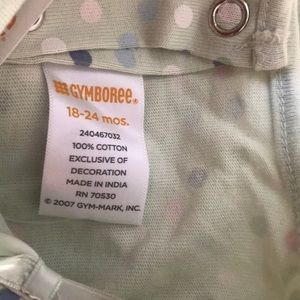 GYMBOREE®
18-24 mos.
240467032
100% COTTON
EXCLUSIVE OF
DECORATION
MADE IN INDIA
RN 70530
© 2007 GYM-MARK, INC.